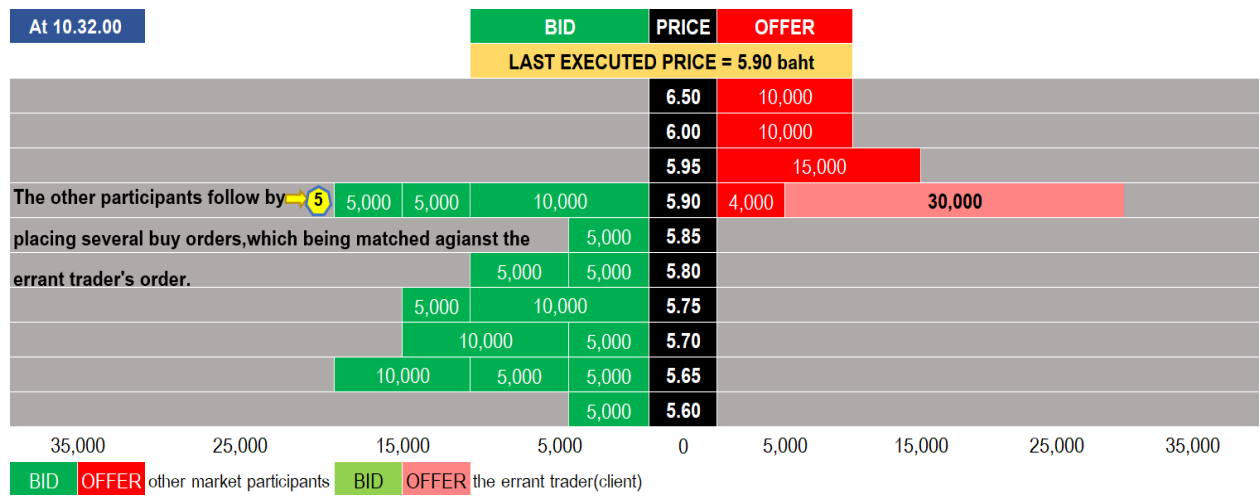 At 10.32.00 BID PRICE OFFER
LAST EXECUTED PRICE = 5.90 baht
6.50 10,000
6.00 10,000
5.95 15,000
The other participants follow by 5 5,000 5,000 10,000 5.90 4,000 30,000
placing several buy orders,which being matched agianst the 5,000 5.85
errant trader's order. 5,000 5,000 5.80
5,000 10,000 5.75
10,000 5,000 5.70
10,000 5,000 5,000 5.65
5,000 5.60
35,000 25,000 15,000 5,000 0 5,000 15,000 25,000 35,000
BID OFFER other market participants BID OFFER the errant trader(client)